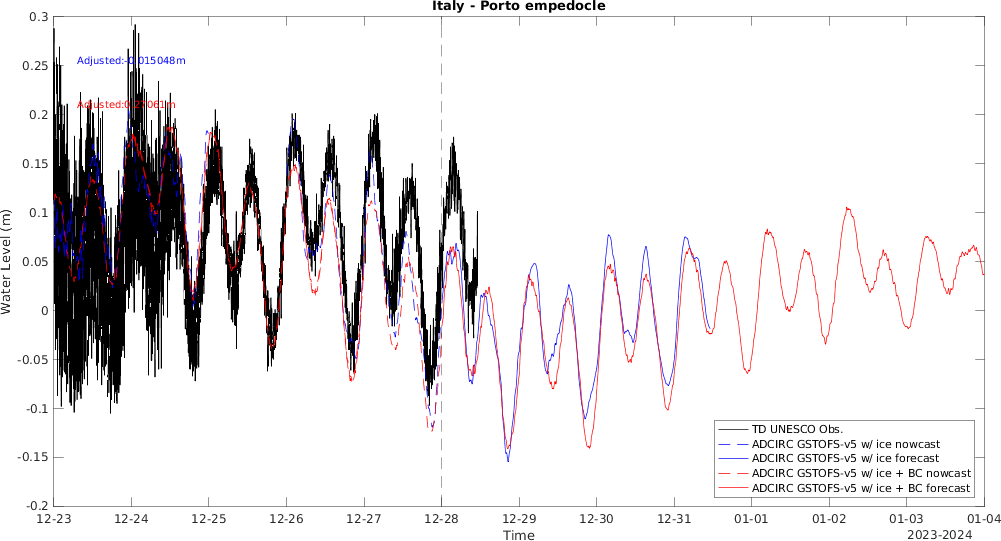 Italy - Porto empedocle
Water Level (m)
0.3
0.25
0.2
0.15
0.1
0.05
0
-0.05
-0.1
-0.15
-0.2
Adjusted:-0.015048m
TD UNESCO Obs.
ADCIRC GSTOFS-v5 w/ ice nowcast
ADCIRC GSTOFS-v5 w/ ice forecast
ADCIRC GSTOFS-v5 w/ ice + BC nowcast
ADCIRC GSTOFS-v5 w/ ice + BC forecast
12-23 12-24 12-25 12-26 12-27 12-28 12-29 12-30 12-31 01-01 01-02 01-03 01-04
Time
2023-2024